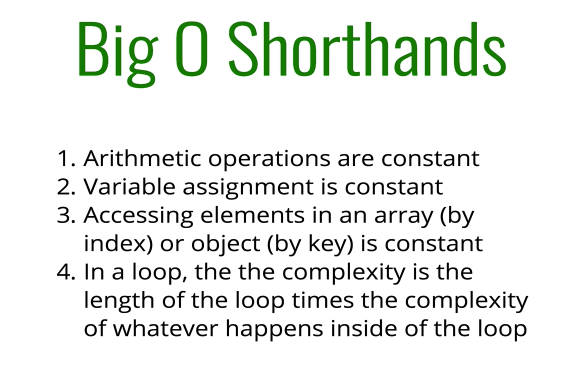 Big O Shorthands
1. Arithmetic operations are constant
2. Variable assignment is constant
3. Accessing elements in an array (by
index) or object (by key) is constant
4. In a loop, the the complexity is the
length of the loop times the complexity
of whatever happens inside of the loop